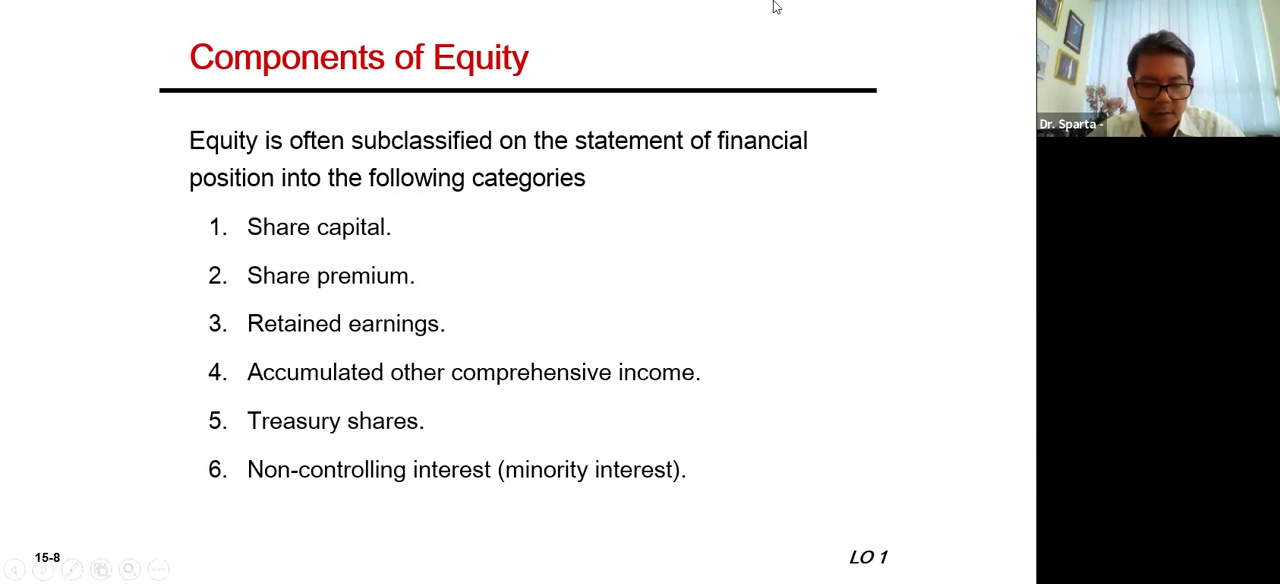 Components of Equity
Equity is often subclassified on the statement of financial
position into the following categories
1. Share capital.
2. Share premium.
3. Retained earnings.
4. Accumulated other comprehensive income.
5. Treasury shares.
6. Non-controlling interest (minority interest).
15-8
LO 1
Dr. Sparta -